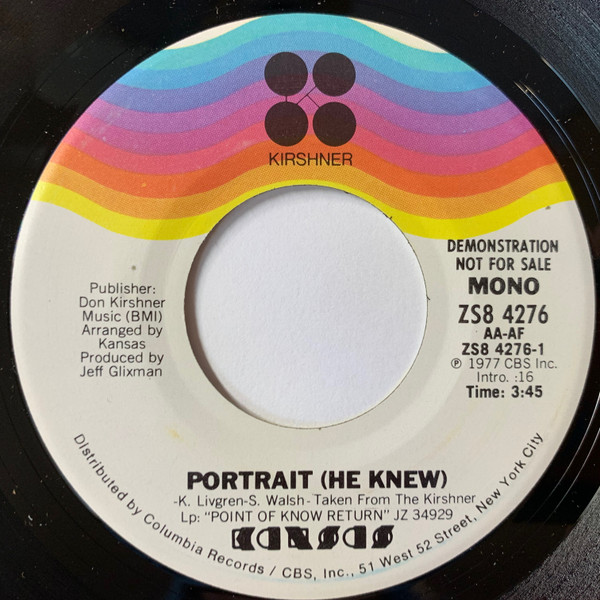 KIRSHNER
DEMONSTRATION
NOT FOR SALE
MONO
ZS8 4276
AA-AF
ZS8 4276-1
℗ 1977 CBS Inc.
Intro. :16
Time: 3:45
Publisher:
Don Kirshner
Music (BMI)
Arranged by
Kansas
Produced by
Jeff Glixman
PORTRAIT (HE KNEW)
-K. Livgren-S. Walsh-Taken From The Kirshner
Lp: "POINT OF KNOW RETURN" JZ 34929
KANSAS
Distributed by Columbia Records / CBS, Inc., 51 West 52 Street, New York City